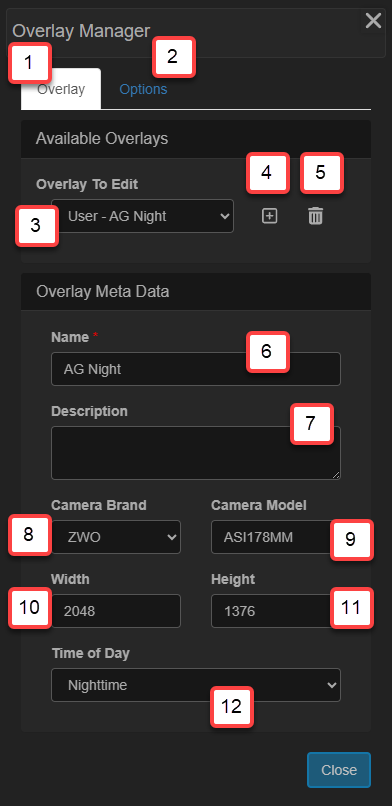 Overlay Manager
1
2
Overlay
Options
Available Overlays
Overlay To Edit
4
5
3
User - AG Night
Overlay Meta Data
Name *
6
AG Night
Description
7
Camera Brand
Camera Model
8
ZWO
ASI178MM
9
Width
Height
10
2048
1376
11
Time of Day
Nighttime
12
Close